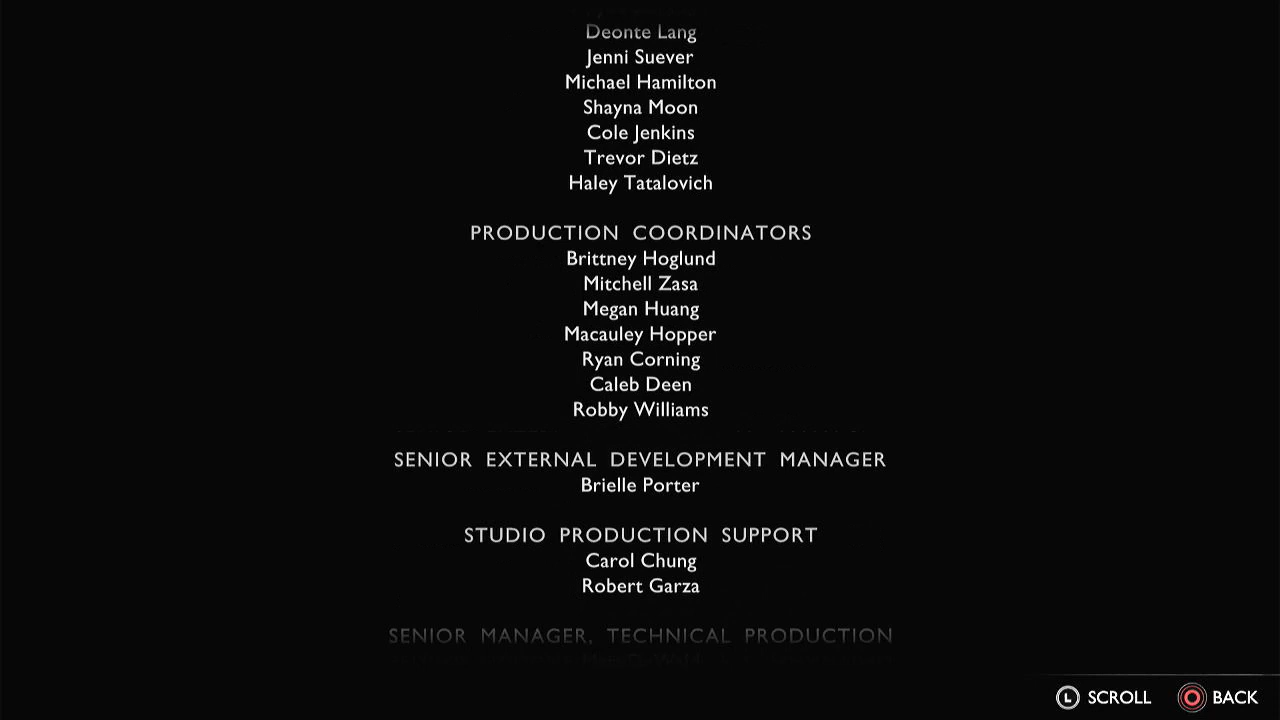 Deonte Lang
Jenni Suever
Michael Hamilton
Shayna Moon
Cole Jenkins
Trevor Dietz
Haley Tatalovich
PRODUCTION COORDINATORS
Brittney Hoglund
Mitchell Zasa
Megan Huang
Macauley Hopper
Ryan Corning
Caleb Deen
Robby Williams
SENIOR EXTERNAL DEVELOPMENT MANAGER
Brielle Porter
STUDIO PRODUCTION SUPPORT
Carol Chung
Robert Garza
SENIOR MANAGER, TECHNICAL PRODUCTION
L SCROLL BACK